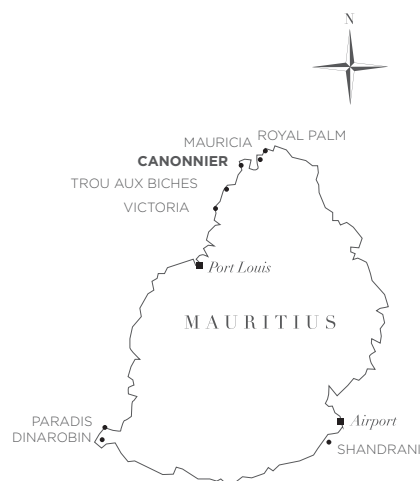 N
ROYAL PALM
MAURICIA
CANONNIER
TROU AUX BICHES
VICTORIA
Port Louis
MAURITIUS
PARADIS
DINAROBIN
Airport
SHANDRANI